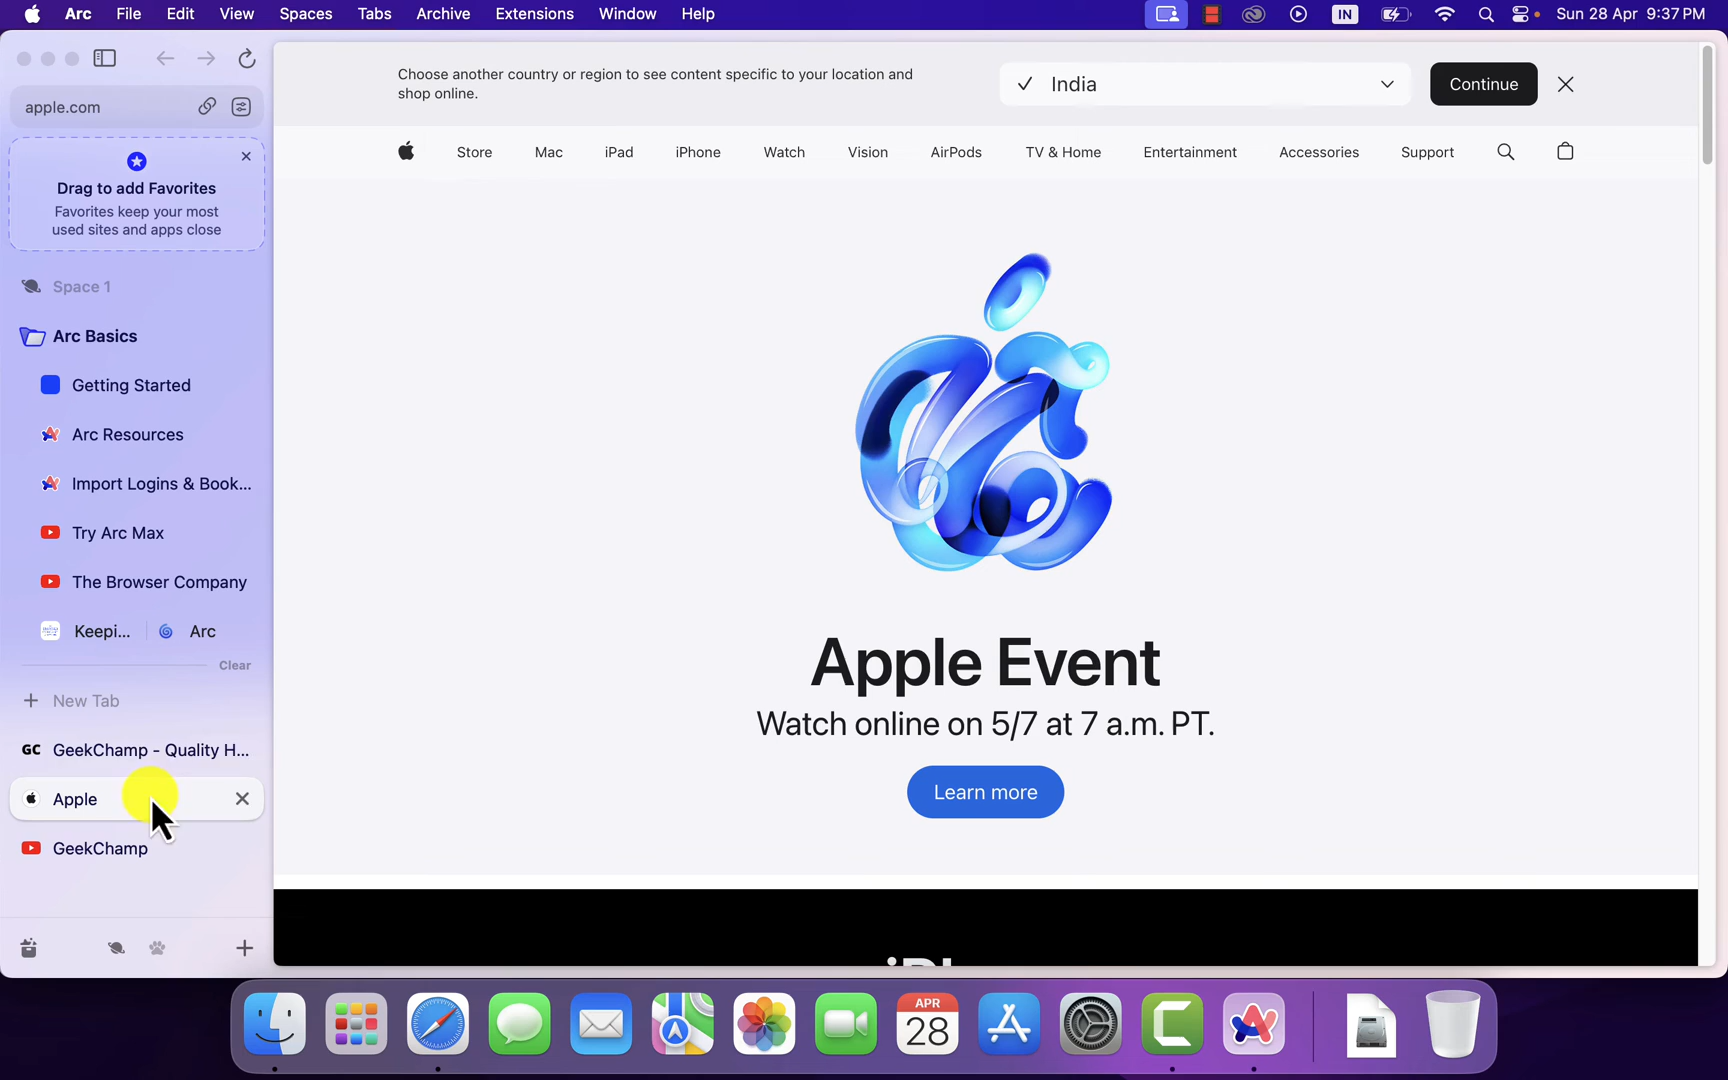 Arc File Edit View Spaces Tabs Archive Extensions Window Help IN Sun 28 Apr 9:37 PM
apple.com
Drag to add Favorites
Favorites keep your most
used sites and apps close
Space 1
Arc Basics
Getting Started
Arc Resources
Import Logins & Book...
Try Arc Max
The Browser Company
Keepi... Arc
Clear
New Tab
GC GeekChamp - Quality H...
Apple
GeekChamp
Choose another country or region to see content specific to your location and
shop online.
India
Continue
Store Mac iPad iPhone Watch Vision AirPods TV & Home Entertainment Accessories Support
Apple Event
Watch online on 5/7 at 7 a.m. PT.
Learn more
APR
28